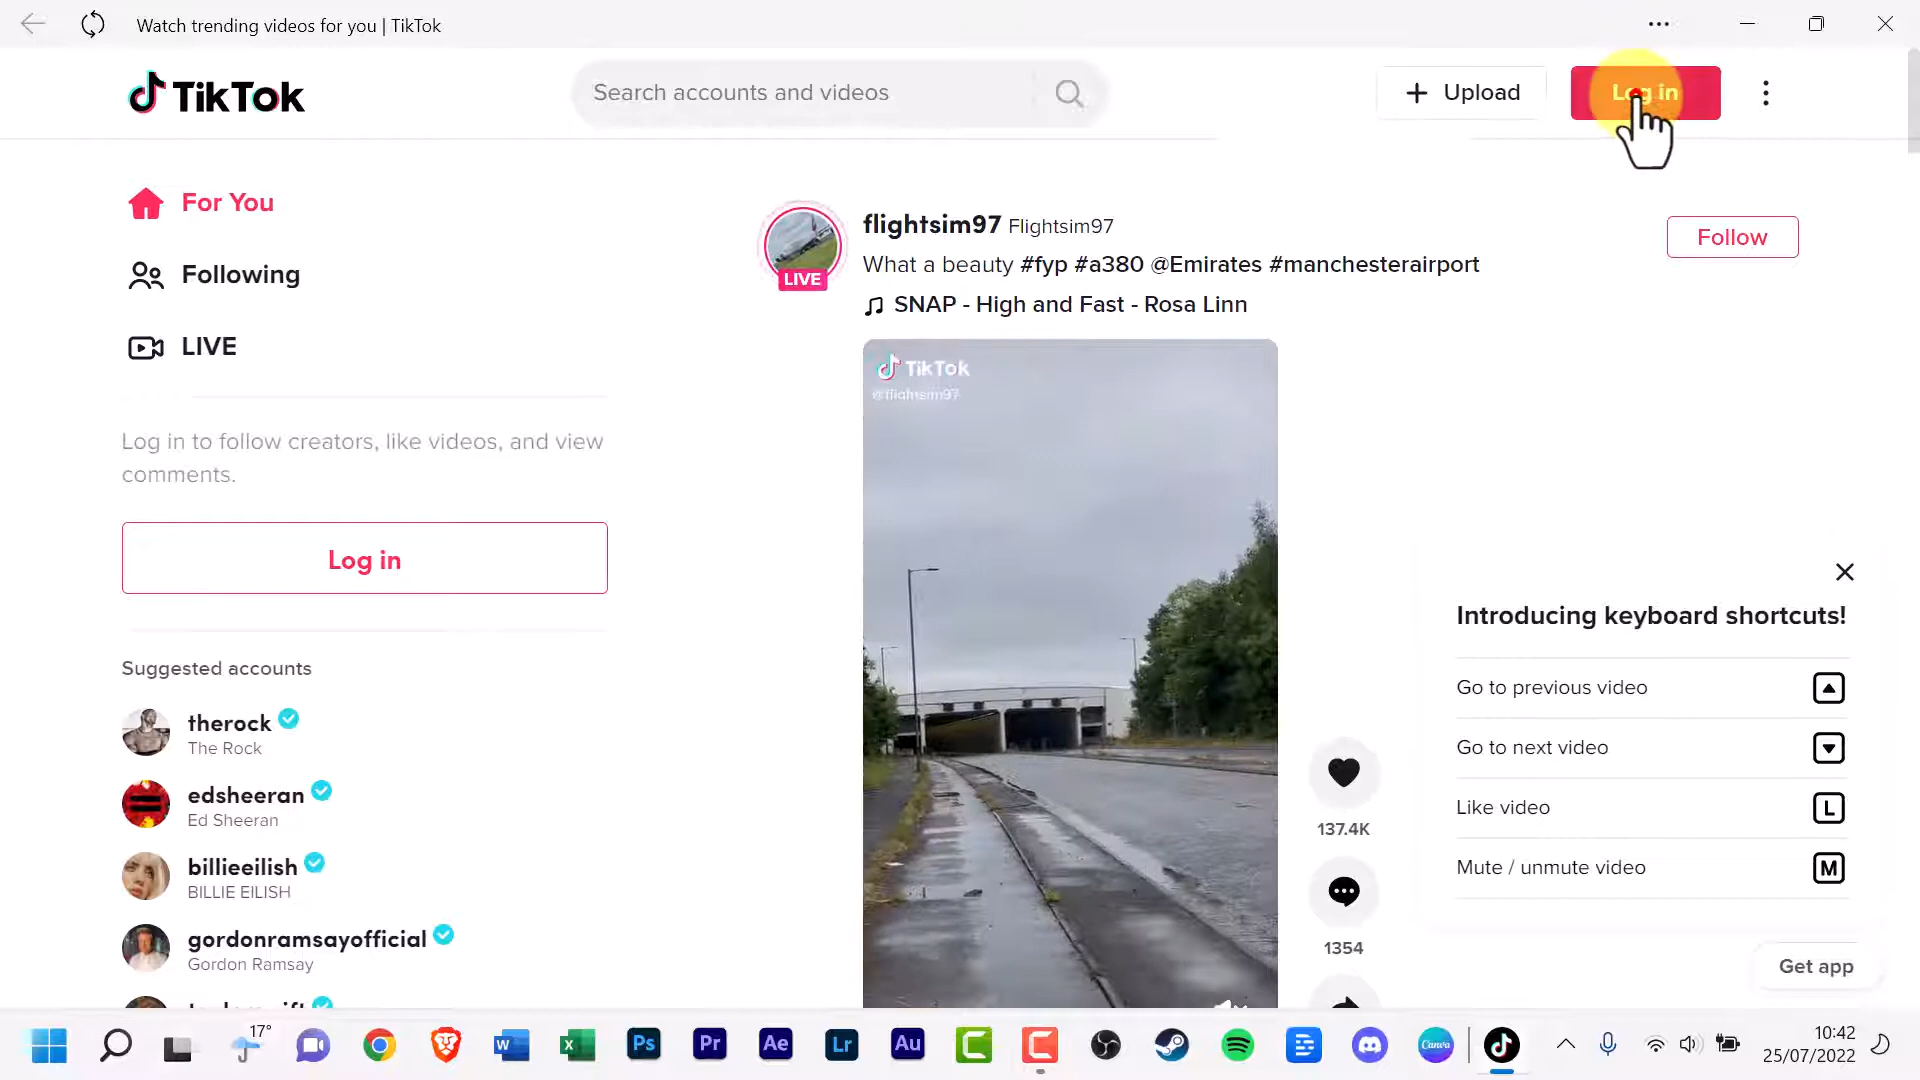 Watch trending videos for you | TikTok
TikTok
Search accounts and videos
Upload
Log in
For You
Following
LIVE
Log in to follow creators, like videos, and view
comments.
Log in
Suggested accounts
therock
The Rock
edsheeran
Ed Sheeran
billieeilish
BILLIE EILISH
gordonramsayofficial
Gordon Ramsay
flightsim97 Flightsim97
Follow
LIVE
What a beauty #fyp #a380 @Emirates #manchesterairport
SNAP - High and Fast - Rosa Linn
TikTok
@flightsim97
137.4K
1354
Introducing keyboard shortcuts!
Go to previous video
Go to next video
Like video L
Mute / unmute video M
Get app
17°
W
X
Ps
Pr
Ae
Lr
Au
C
C
Canva
10:42
25/07/2022